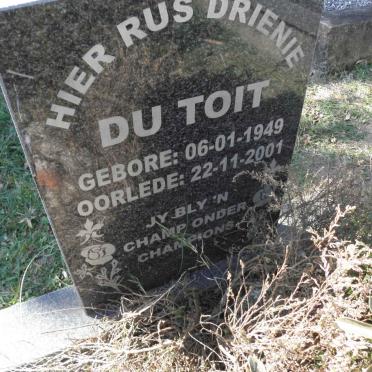 HIER RUS DRIENIE
DU TOIT
GEBORE: 06-01-1949
OORLEDE: 22-11-2001
JY BLY 'N
CHAMP ONDER
CHAMPIONS